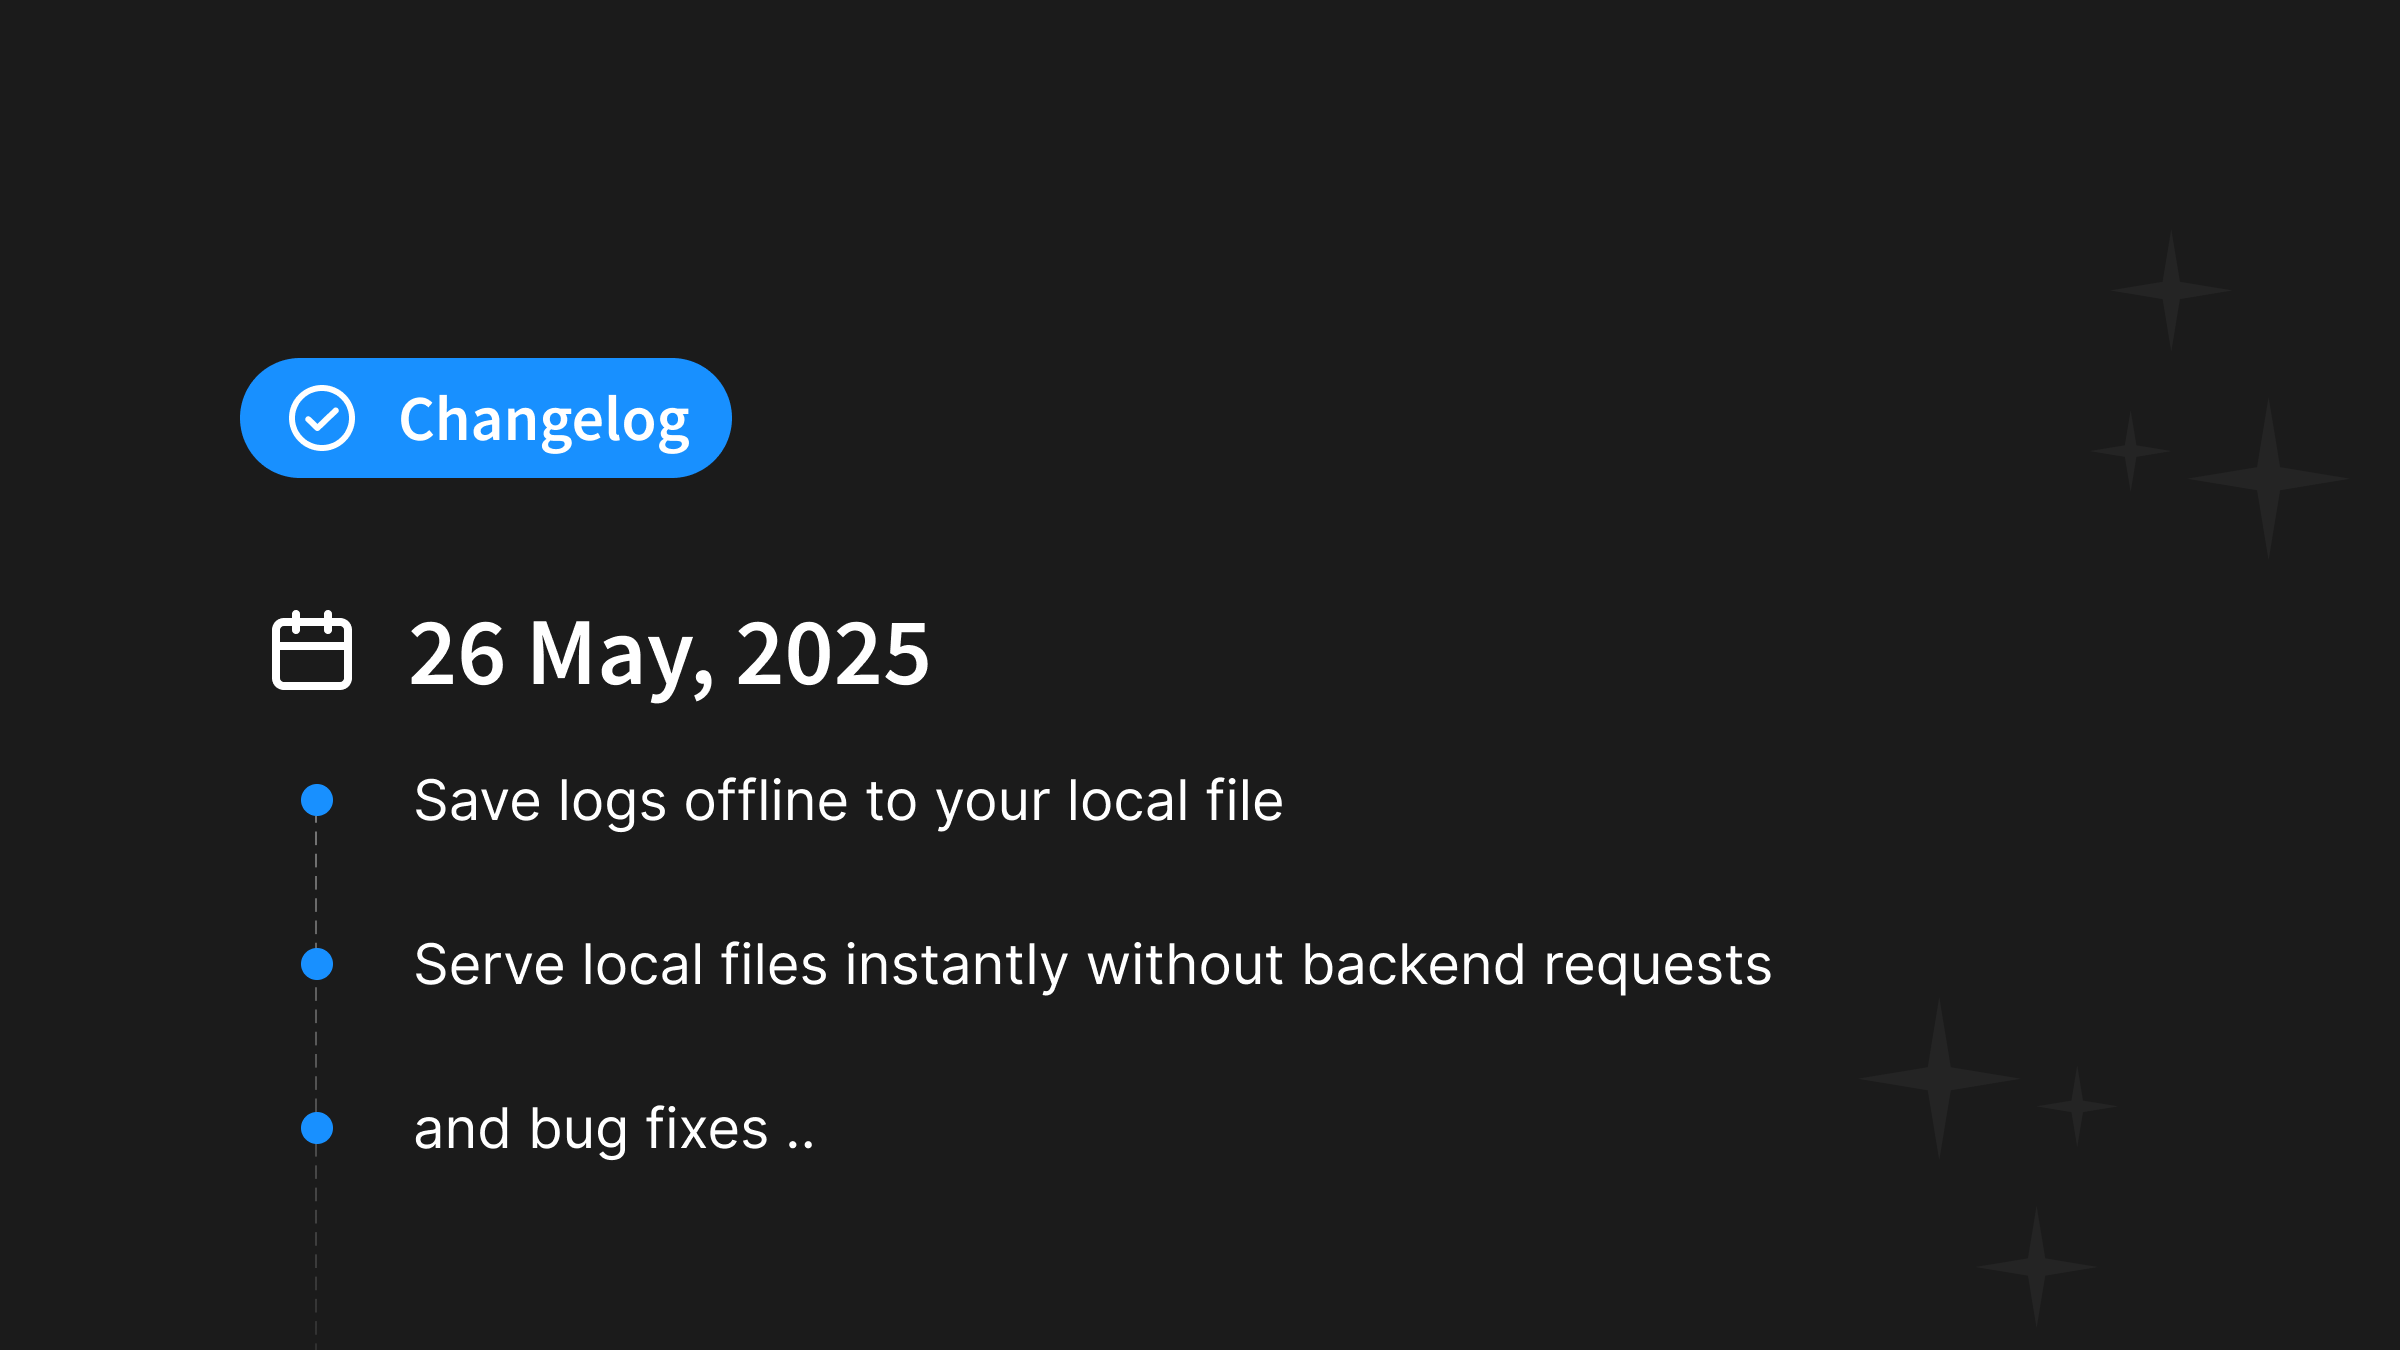 Changelog
26 May, 2025
Save logs offline to your local file
Serve local files instantly without backend requests
and bug fixes ..